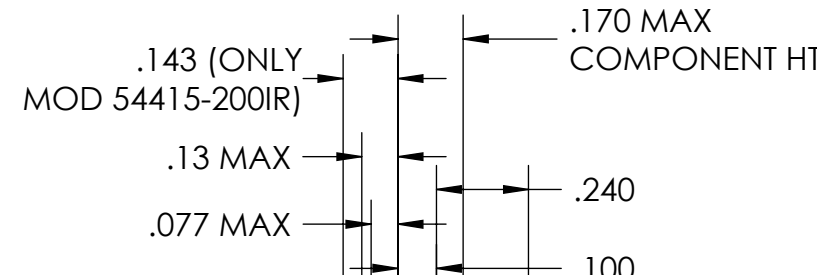 .170 MAX
COMPONENT HT
.143 (ONLY
MOD 54415-200IR)
.13 MAX
.240
.077 MAX
.100